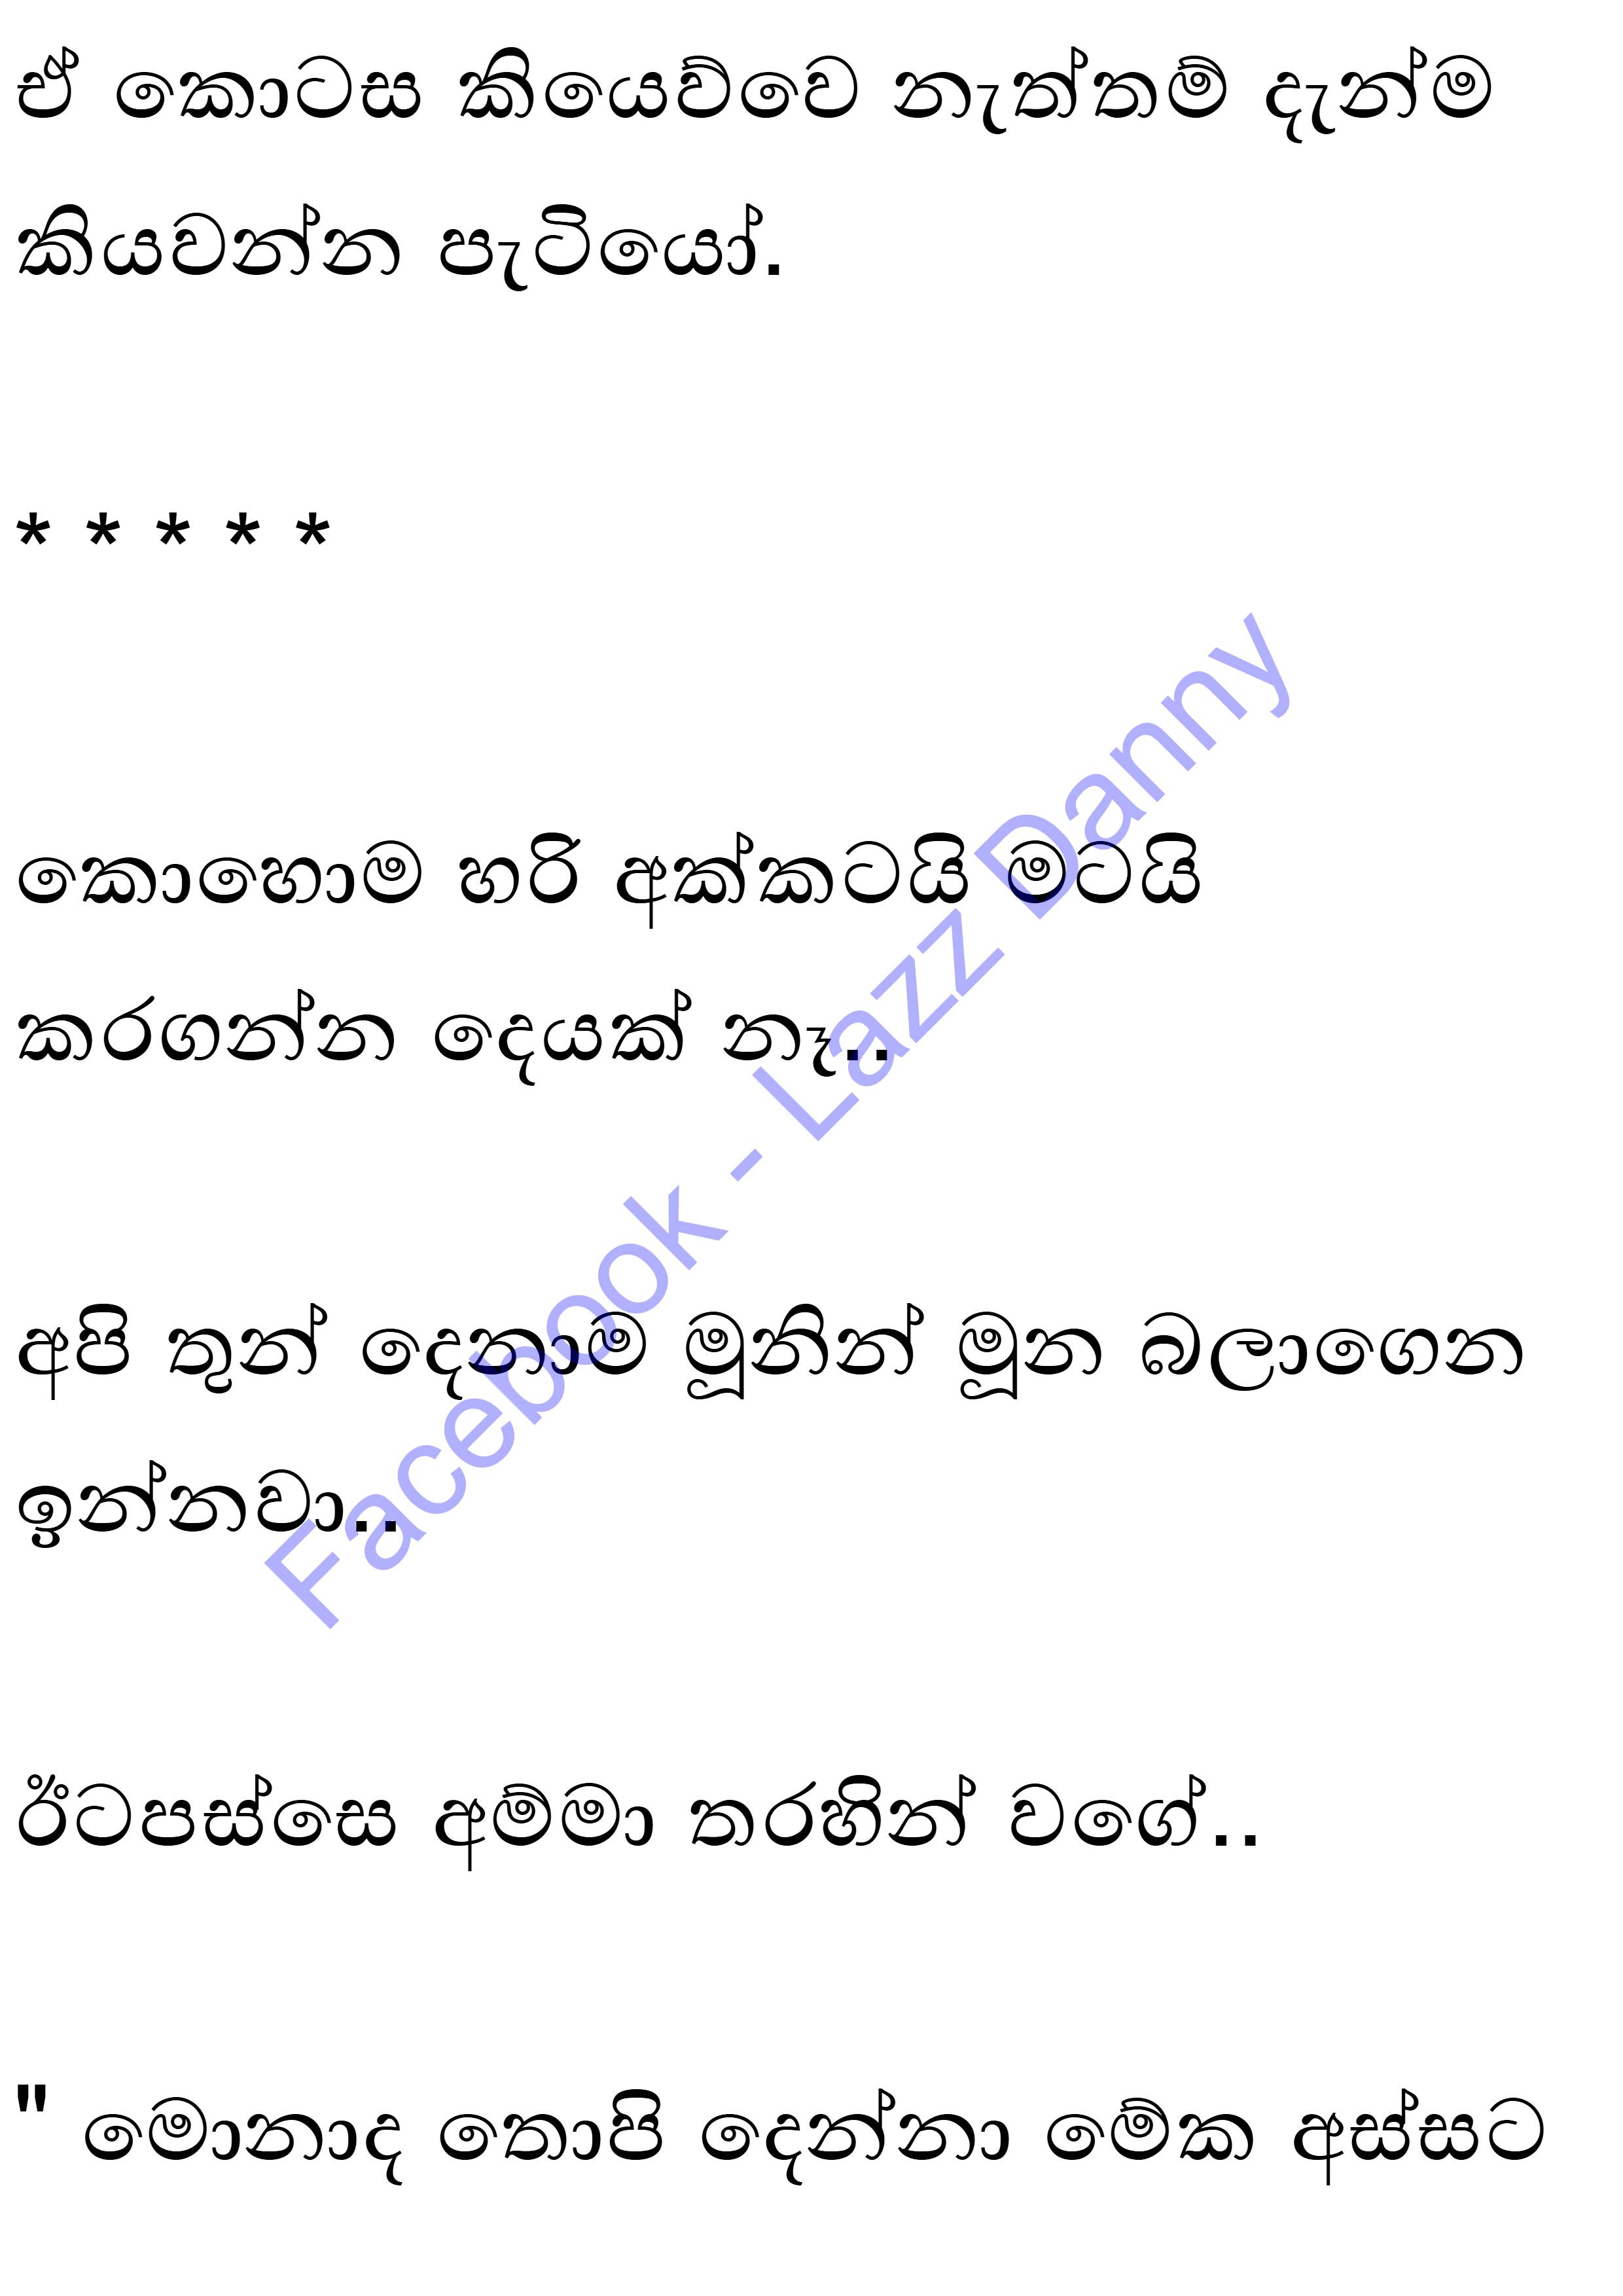 ඒ කොටස කියෙව්වෙ නැත්තම් දැන්ම
කියවන්න පැටියෝ.
* * * * *
කොහොම හරි අක්කටයි මටයි
කරගන්න දෙයක් නෑ..
අපි තුන් දෙනාම මූනින් මූන බලාගෙන
ඉන්නවා..
ඊටපස්සෙ අම්මා තරහින් වගේ..
" මොනාද තොපි දෙන්නා මේක අස්සට
Facebook - Lazz Danny